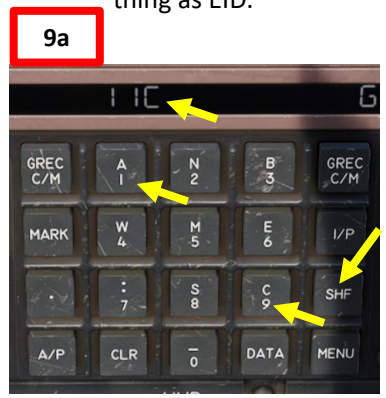 thing as EID.
9a
11C G
GREC A N B GREC
C/M 1 2 3 C/M
MARK W M E I/P
4 5 6
. : S C SHF
7 8 9
A/P CLR – DATA MENU
0